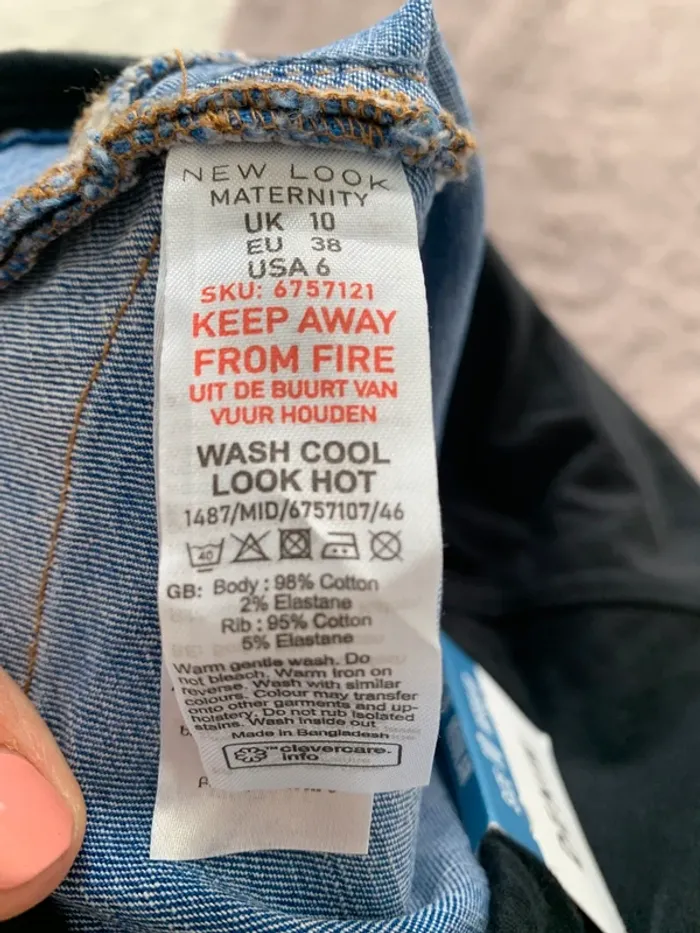 NEW LOOK
MATERNITY
UK 10
EU 38
USA 6
SKU: 6757121
KEEP AWAY
FROM FIRE
UIT DE BUURT VAN
VUUR HOUDEN
WASH COOL
LOOK HOT
1487/MID/6757107/46
40
GB: Body : 98% Cotton
2% Elastane
Rib : 95% Cotton
5% Elastane
Warm gentle wash. Do
not bleach. Warm iron on
reverse. Wash with similar
colours. Colour may transfer
onto other garments and up-
holstery. Do not rub isolated
stains. Wash inside out
Made in Bangladesh
™ clevercare.
info